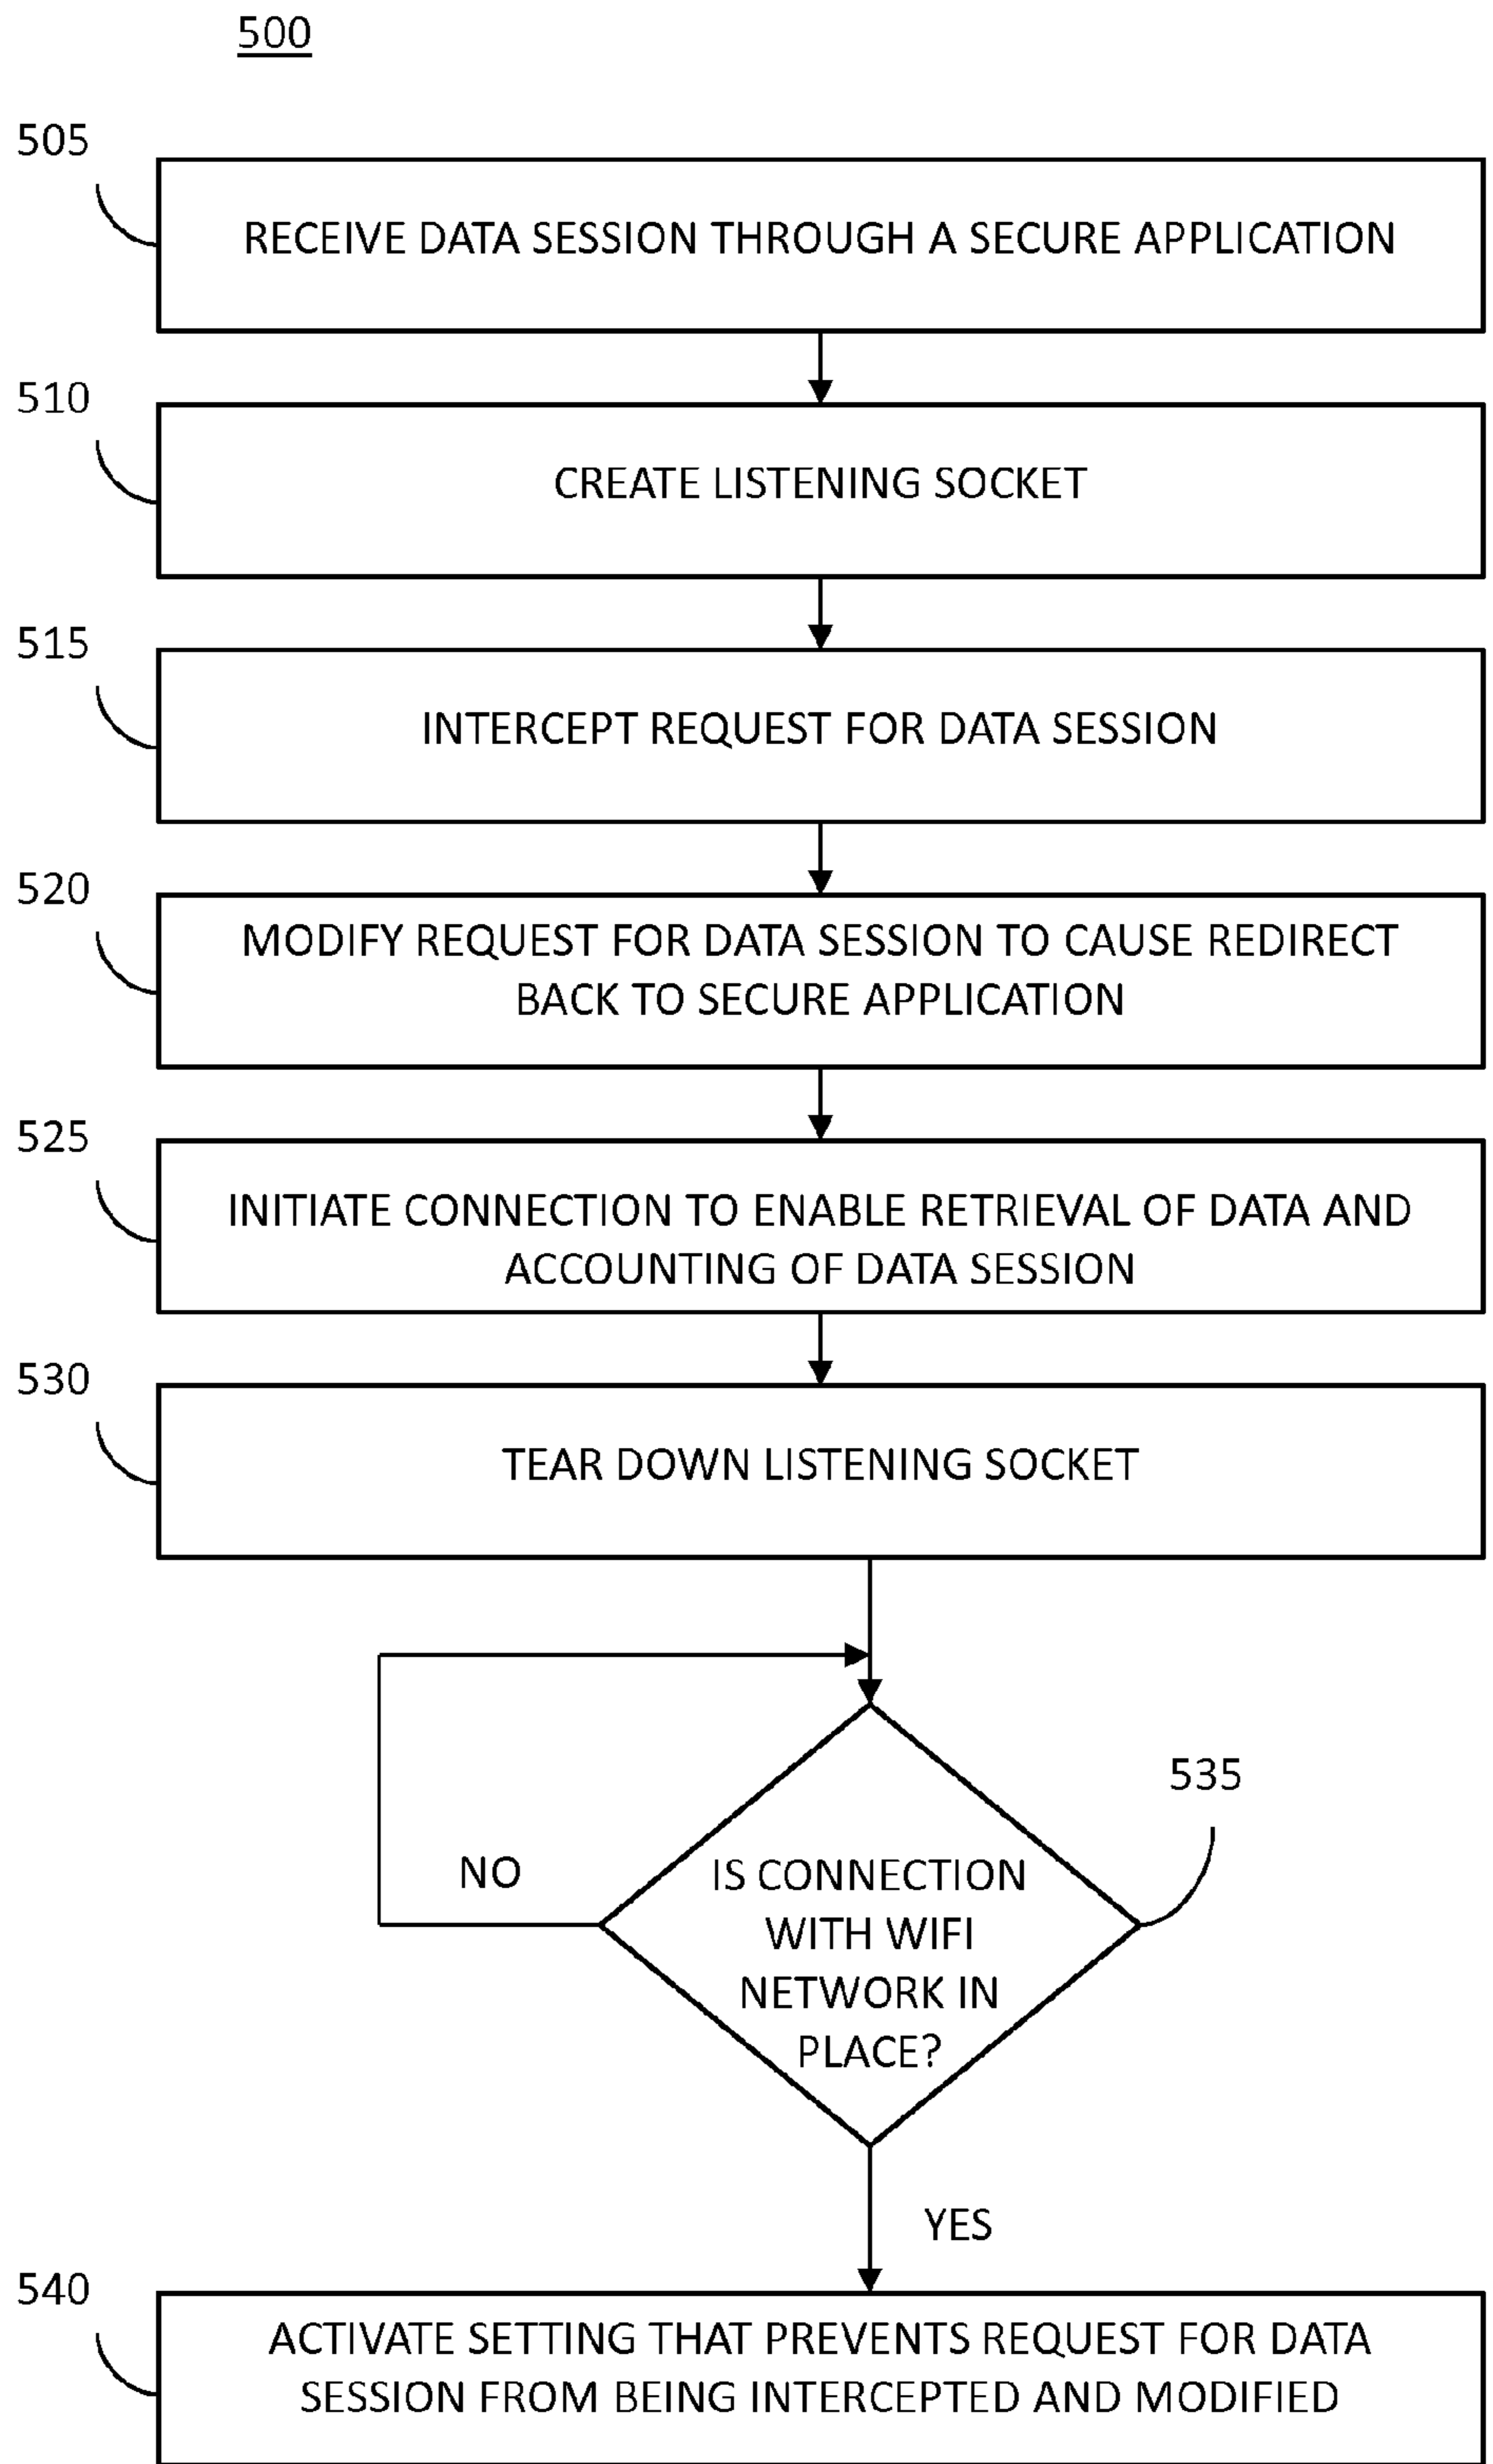 500
505
RECEIVE DATA SESSION THROUGH A SECURE APPLICATION
510
CREATE LISTENING SOCKET
515
INTERCEPT REQUEST FOR DATA SESSION
520
MODIFY REQUEST FOR DATA SESSION TO CAUSE REDIRECT
BACK TO SECURE APPLICATION
525
INITIATE CONNECTION TO ENABLE RETRIEVAL OF DATA AND
ACCOUNTING OF DATA SESSION
530
TEAR DOWN LISTENING SOCKET
535
NO
IS CONNECTION
WITH WIFI
NETWORK IN
PLACE?
YES
540
ACTIVATE SETTING THAT PREVENTS REQUEST FOR DATA
SESSION FROM BEING INTERCEPTED AND MODIFIED